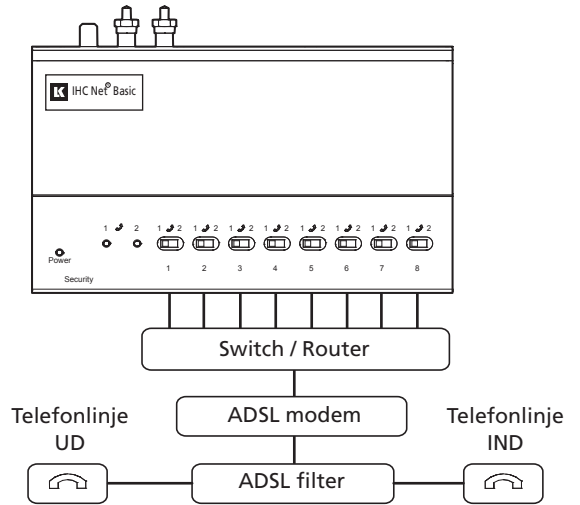 K IHC Net® Basic
1 2 1 2 1 2 1 2 1 2 1 2 1 2 1 2 1 2
Power
1 2 3 4 5 6 7 8
Security
Switch / Router
Telefonlinje
UD
ADSL modem
Telefonlinje
IND
ADSL filter